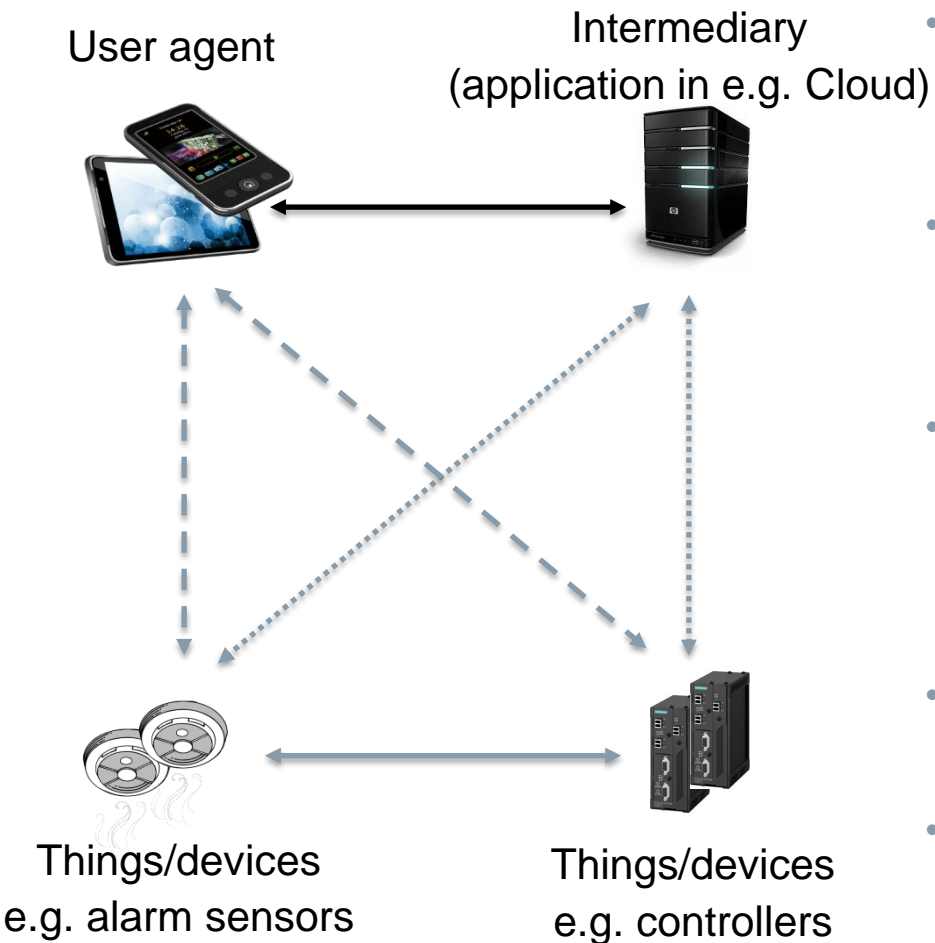 User agent
Intermediary
(application in e.g. Cloud)
Things/devices
e.g. alarm sensors
Things/devices
e.g. controllers